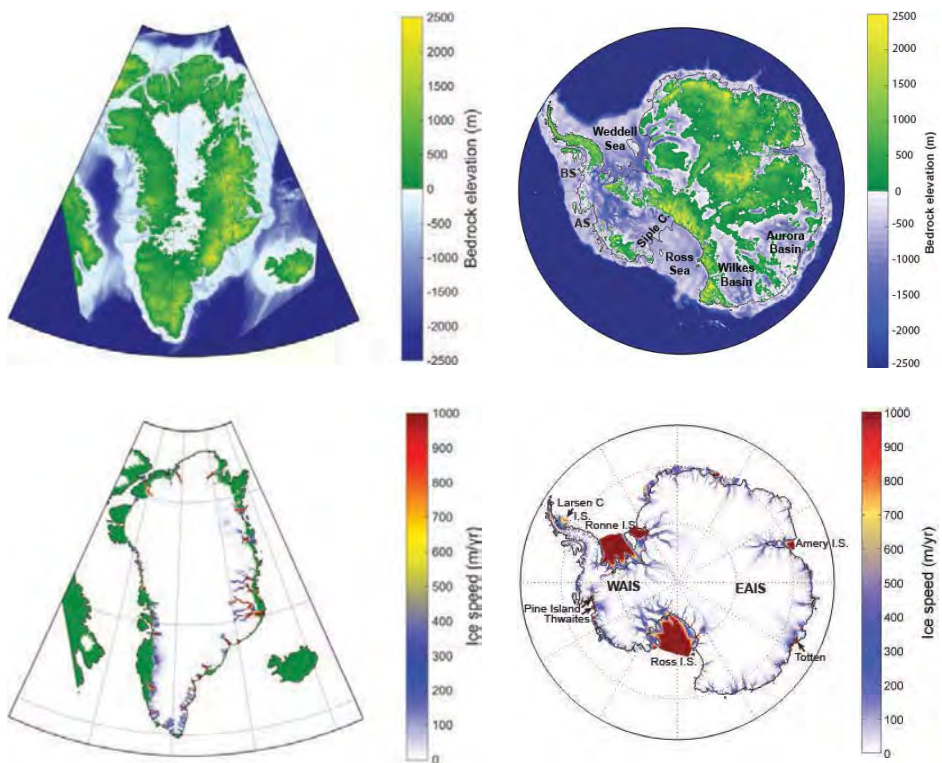 2500
2000
1500
1000
500
0
-500
-1000
-1500
-2000
-2500
Bedrock elevation (m)
Weddell
Sea
BS
AS
Siple C.
Ross
Sea
Wilkes
Basin
Aurora
Basin
2500
2000
1500
1000
500
0
-500
-1000
-1500
-2000
-2500
Bedrock elevation (m)
1000
900
800
700
600
500
400
300
200
100
0
Ice speed (m/yr)
Larsen C
I.S.
Ronne I.S.
Amery I.S.
WAIS
EAIS
Pine Island
Thwaites
Ross I.S.
Totten
1000
900
800
700
600
500
400
300
200
100
0
Ice speed (m/yr)